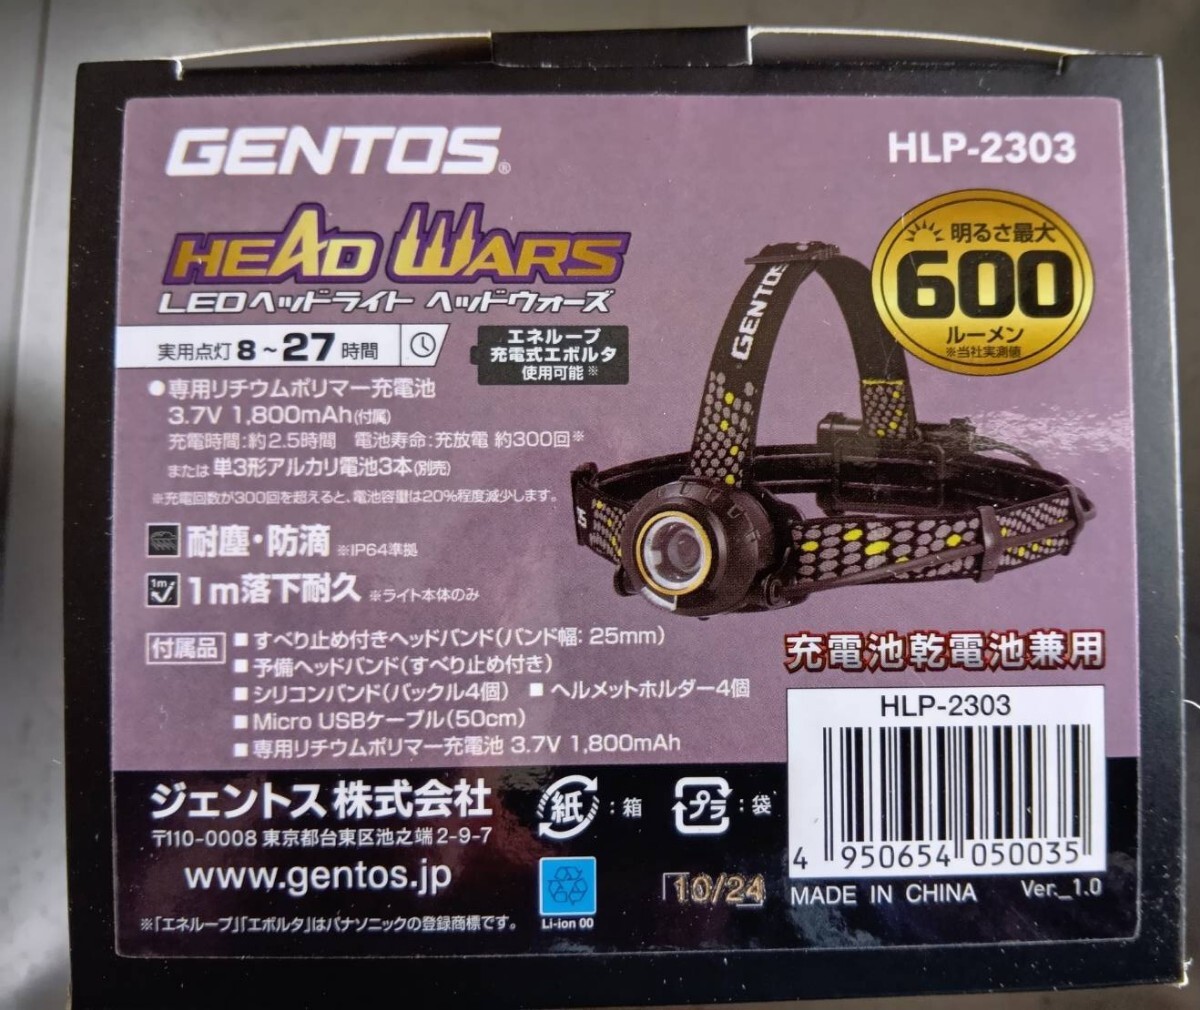 GENTOS®
HLP-2303
明るさ最大
600
ルーメン
※当社実測値
HEAD WARS
LEDヘッドライト ヘッドウォーズ
実用点灯 8~27時間
エネループ
充電式エボルタ
使用可能※
●専用リチウムポリマー充電池
3.7V 1,800mAh(付属)
充電時間:約2.5時間 電池寿命:充放電 約300回※
または 単3形アルカリ電池3本(別売)
※充電回数が300回を超えると、電池容量は20%程度減少します。
耐塵・防滴 ※IP64準拠
1m
1m落下耐久 ※ライト本体のみ
GENTOS
付属品
■すべり止め付きヘッドバンド(バンド幅: 25mm)
■予備ヘッドバンド(すべり止め付き)
■シリコンバンド(バックル4個) ■ヘルメットホルダー4個
■Micro USBケーブル(50cm)
■専用リチウムポリマー充電池 3.7V 1,800mAh
充電池乾電池兼用
HLP-2303
4 950654 050035
ジェントス株式会社
〒110-0008 東京都台東区池之端2-9-7
www.gentos.jp
紙:箱
プラ:袋
Li-ion 00
10/24
MADE IN CHINA Ver._1.0
※「エネループ」「エボルタ」はパナソニックの登録商標です。